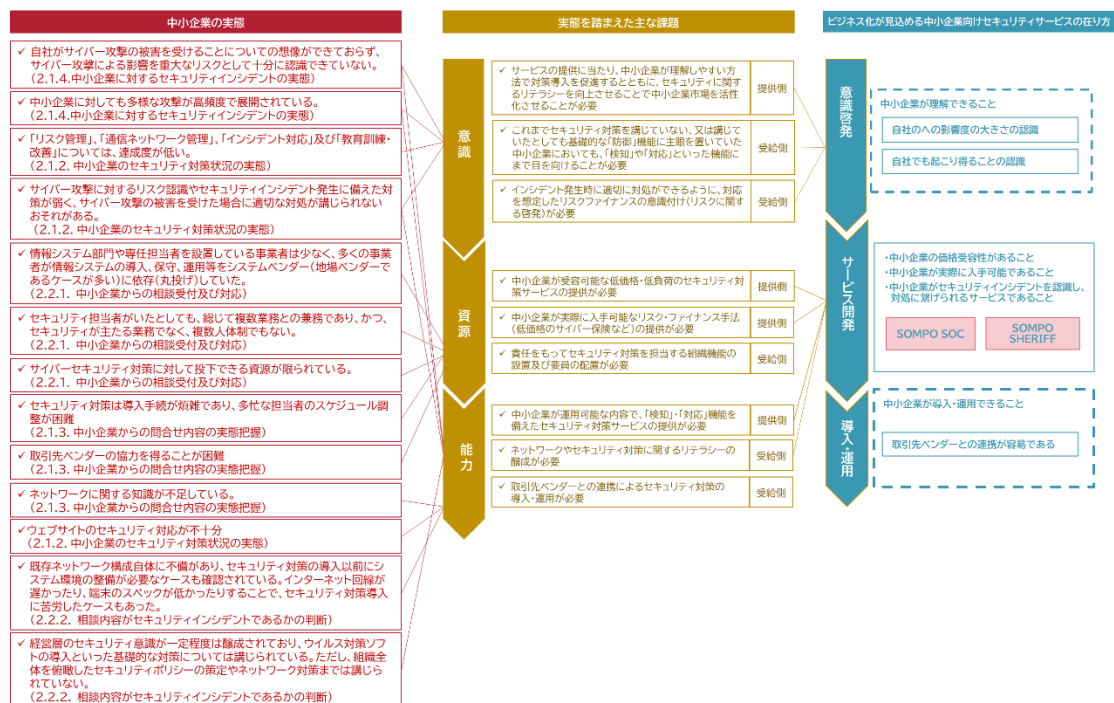 中小企業の実態
✓ 自社がサイバー攻撃の被害を受けることについての想像ができておらず、
サイバー攻撃による影響を重大なリスクとして十分に認識できていない。
(2.1.4.中小企業に対するセキュリティインシデントの実態)
✓ 中小企業に対しても多様な攻撃が高頻度で展開されている。
(2.1.4.中小企業に対するセキュリティインシデントの実態)
✓ 「リスク管理」、「通信ネットワーク管理」、「インシデント対応」及び「教育訓練・
改善」については、達成度が低い。
(2.1.2. 中小企業のセキュリティ対策状況の実態)
✓ サイバー攻撃に対するリスク認識やセキュリティインシデント発生に備えた対
策が弱く、サイバー攻撃の被害を受けた場合に適切な対処が講じられない
おそれがある。
(2.1.2. 中小企業のセキュリティ対策状況の実態)
✓ 情報システム部門や専任担当者を設置している事業者は少なく、多くの事業
者が情報システムの導入、保守、運用等をシステムベンダー(地場ベンダーで
あるケースが多い)に依存(丸投げ)していた。
(2.2.1. 中小企業からの相談受付及び対応)
✓ セキュリティ担当者がいたとしても、総じて複数業務との兼務であり、かつ、
セキュリティが主たる業務でなく、複数人体制でもない。
(2.2.1. 中小企業からの相談受付及び対応)
✓ サイバーセキュリティ対策に対して投下できる資源が限られている。
(2.2.1. 中小企業からの相談受付及び対応)
✓ セキュリティ対策は導入手続が煩雑であり、多忙な担当者のスケジュール調
整が困難
(2.1.3. 中小企業からの問合せ内容の実態把握)
✓ 取引先ベンダーの協力を得ることが困難
(2.1.3. 中小企業からの問合せ内容の実態把握)
✓ ネットワークに関する知識が不足している。
(2.1.3. 中小企業からの問合せ内容の実態把握)
✓ ウェブサイトのセキュリティ対応が不十分
(2.1.2. 中小企業のセキュリティ対策状況の実態)
✓ 既存ネットワーク構成自体に不備があり、セキュリティ対策の導入以前にシ
ステム環境の整備が必要なケースも確認されている。インターネット回線が
遅かったり、端末のスペックが低かったりすることで、セキュリティ対策導入
に苦労したケースもあった。
(2.2.2. 相談内容がセキュリティインシデントであるかの判断)
✓ 経営層のセキュリティ意識が一定程度は醸成されており、ウイルス対策ソフ
トの導入といった基礎的な対策については講じられている。ただし、組織全
体を俯瞰したセキュリティポリシーの策定やネットワーク対策までは講じら
れていない。
(2.2.2. 相談内容がセキュリティインシデントであるかの判断)
実態を踏まえた主な課題
意識
✓ サービスの提供に当たり、中小企業が理解しやすい方
法で対策導入を促進するとともに、セキュリティに関す
るリテラシーを向上させることで中小企業市場を活性
化させることが必要
提供側
✓ これまでセキュリティ対策を講じていない、又は講じて
いたとしても基礎的な「防御」機能に主眼を置いていた
中小企業においても、「検知」や「対応」といった機能に
まで目を向けることが必要
受給側
✓ インシデント発生時に適切に対処ができるように、対応
を想定したリスクファイナンスの意識付け(リスクに関す
る啓発)が必要
受給側
資源
✓ 中小企業が受容可能な低価格・低負荷のセキュリティ対
策サービスの提供が必要
提供側
✓ 中小企業が実際に入手可能なリスク・ファイナンス手法
(低価格のサイバー保険など)の提供が必要
提供側
✓ 責任をもってセキュリティ対策を担当する組織機能の
設置及び要員の配置が必要
受給側
能力
✓ 中小企業が運用可能な内容で、「検知」・「対応」機能を
備えたセキュリティ対策サービスの提供が必要
提供側
✓ ネットワークやセキュリティ対策に関するリテラシーの
醸成が必要
受給側
✓ 取引先ベンダーとの連携によるセキュリティ対策の
導入・運用が必要
受給側
ビジネス化が見込める中小企業向けセキュリティサービスの在り方
意識啓発
中小企業が理解できること
自社のへの影響度の大きさの認識
自社でも起こり得ることの認識
サービス開発
・中小企業の価格受容性があること
・中小企業が実際に入手可能であること
・中小企業がセキュリティインシデントを認識し、
対処に繋げられるサービスであること
SOMPO SOC
SOMPO
SHERIFF
導入・運用
中小企業が導入・運用できること
取引先ベンダーとの連携が容易である